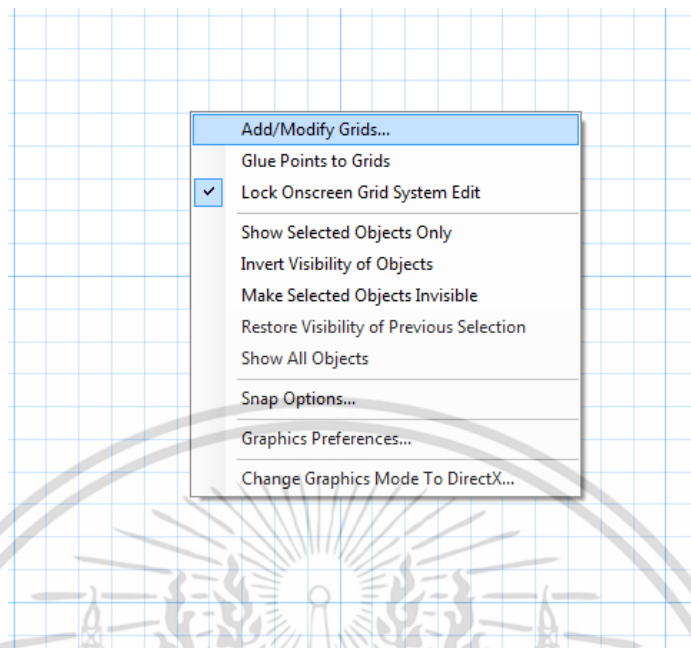 Add/Modify Grids...
Glue Points to Grids
Lock Onscreen Grid System Edit
Show Selected Objects Only
Invert Visibility of Objects
Make Selected Objects Invisible
Restore Visibility of Previous Selection
Show All Objects
Snap Options...
Graphics Preferences...
Change Graphics Mode To DirectX...